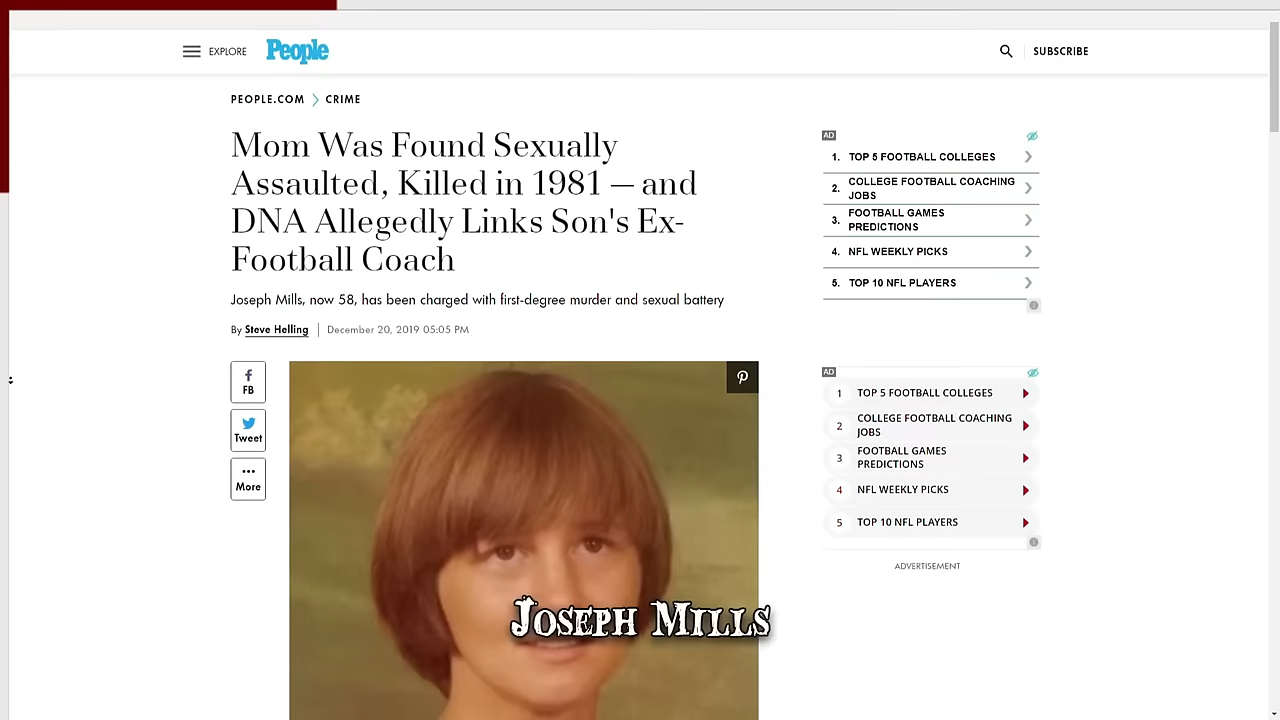 EXPLORE
People
SUBSCRIBE
PEOPLE.COM
CRIME
Mom Was Found Sexually
Assaulted, Killed in 1981 — and
DNA Allegedly Links Son's Ex-
Football Coach
Joseph Mills, now 58, has been charged with first-degree murder and sexual battery
By Steve Helling
December 20, 2019 05:05 PM
FB
Tweet
More
JOSEPH MILLS
AD
1. TOP 5 FOOTBALL COLLEGES
2. COLLEGE FOOTBALL COACHING
JOBS
3. FOOTBALL GAMES
PREDICTIONS
4. NFL WEEKLY PICKS
5. TOP 10 NFL PLAYERS
AD
1 TOP 5 FOOTBALL COLLEGES
2 COLLEGE FOOTBALL COACHING
JOBS
3 FOOTBALL GAMES
PREDICTIONS
4 NFL WEEKLY PICKS
5 TOP 10 NFL PLAYERS
ADVERTISEMENT